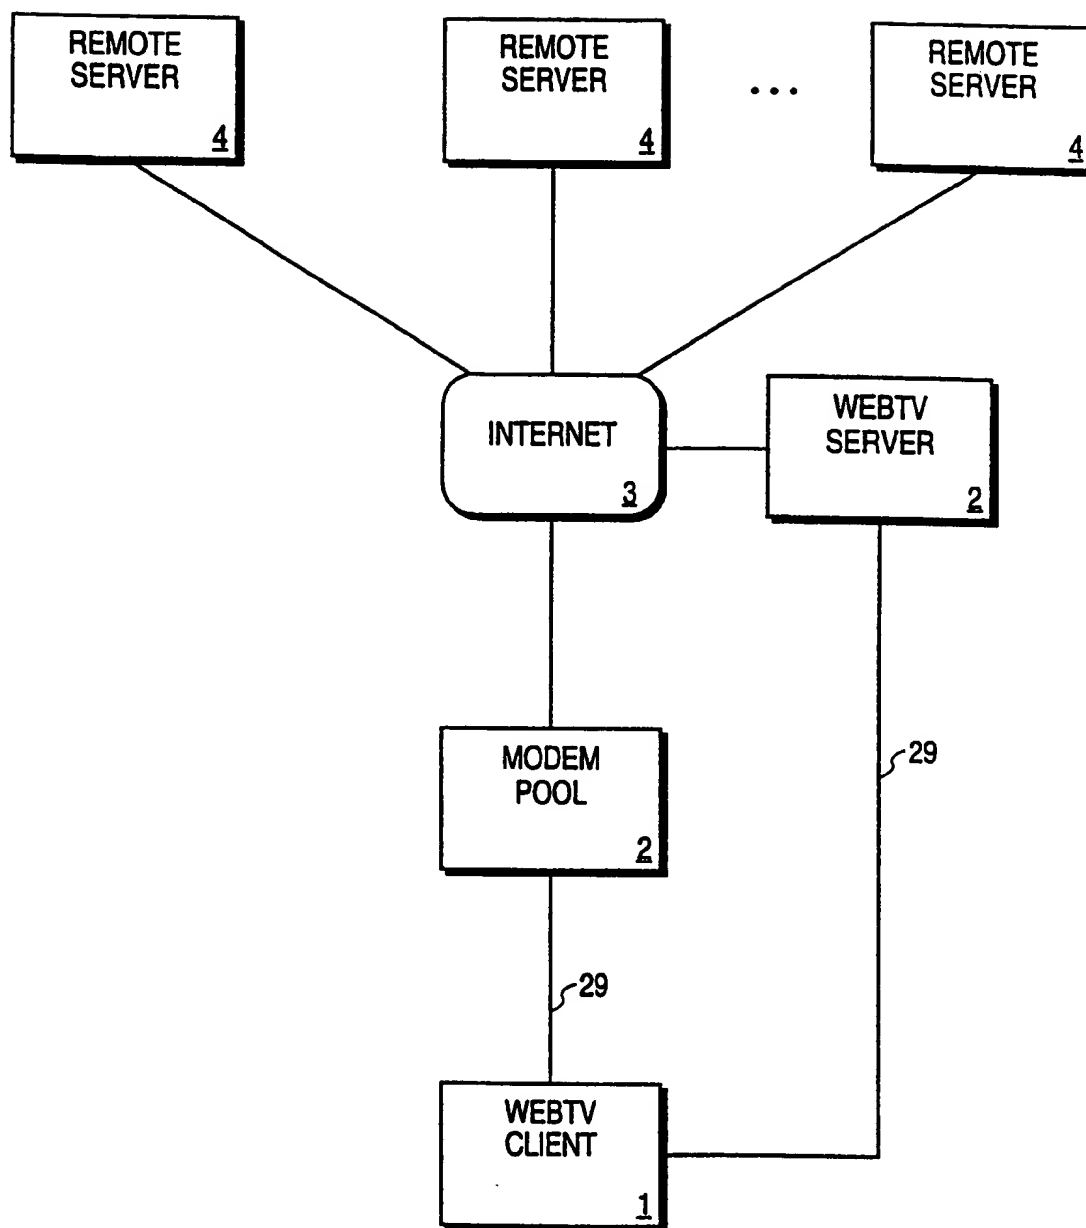 REMOTE
SERVER
4
REMOTE
SERVER
4
...
REMOTE
SERVER
4
INTERNET
3
WEBTV
SERVER
2
MODEM
POOL
2
29
29
WEBTV
CLIENT
1